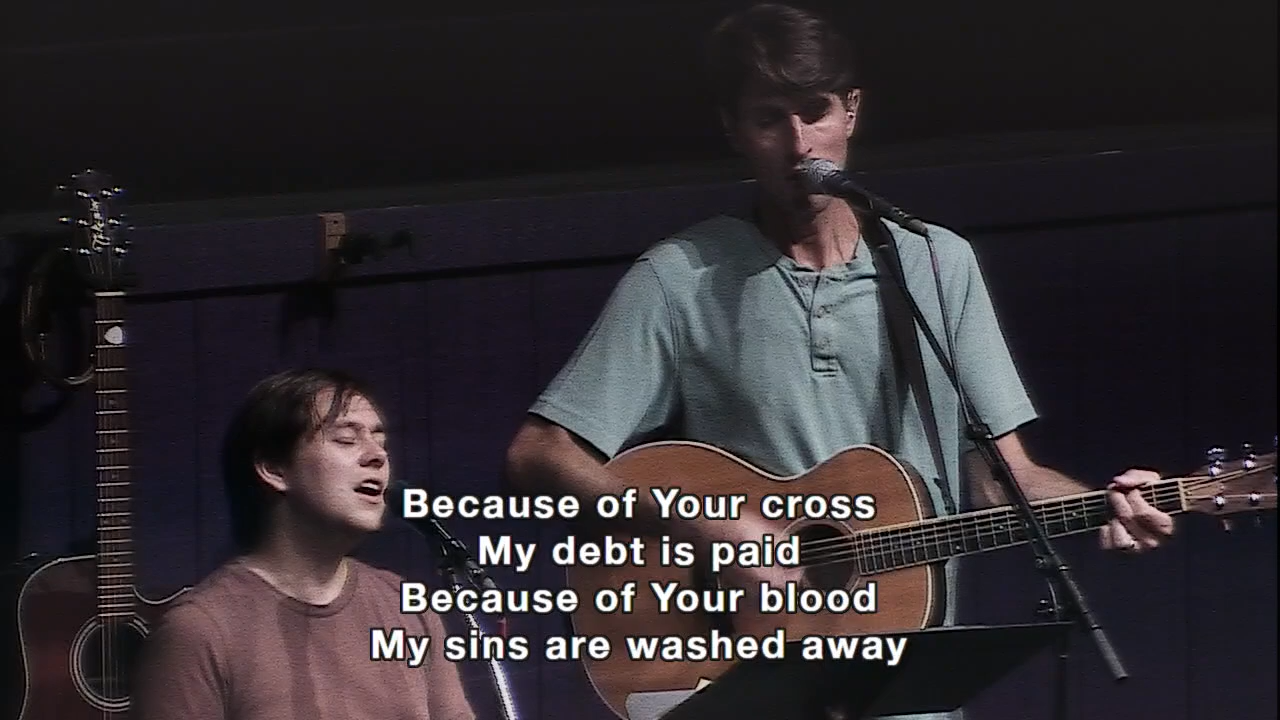 Because of Your cross
My debt is paid
Because of Your blood
My sins are washed away